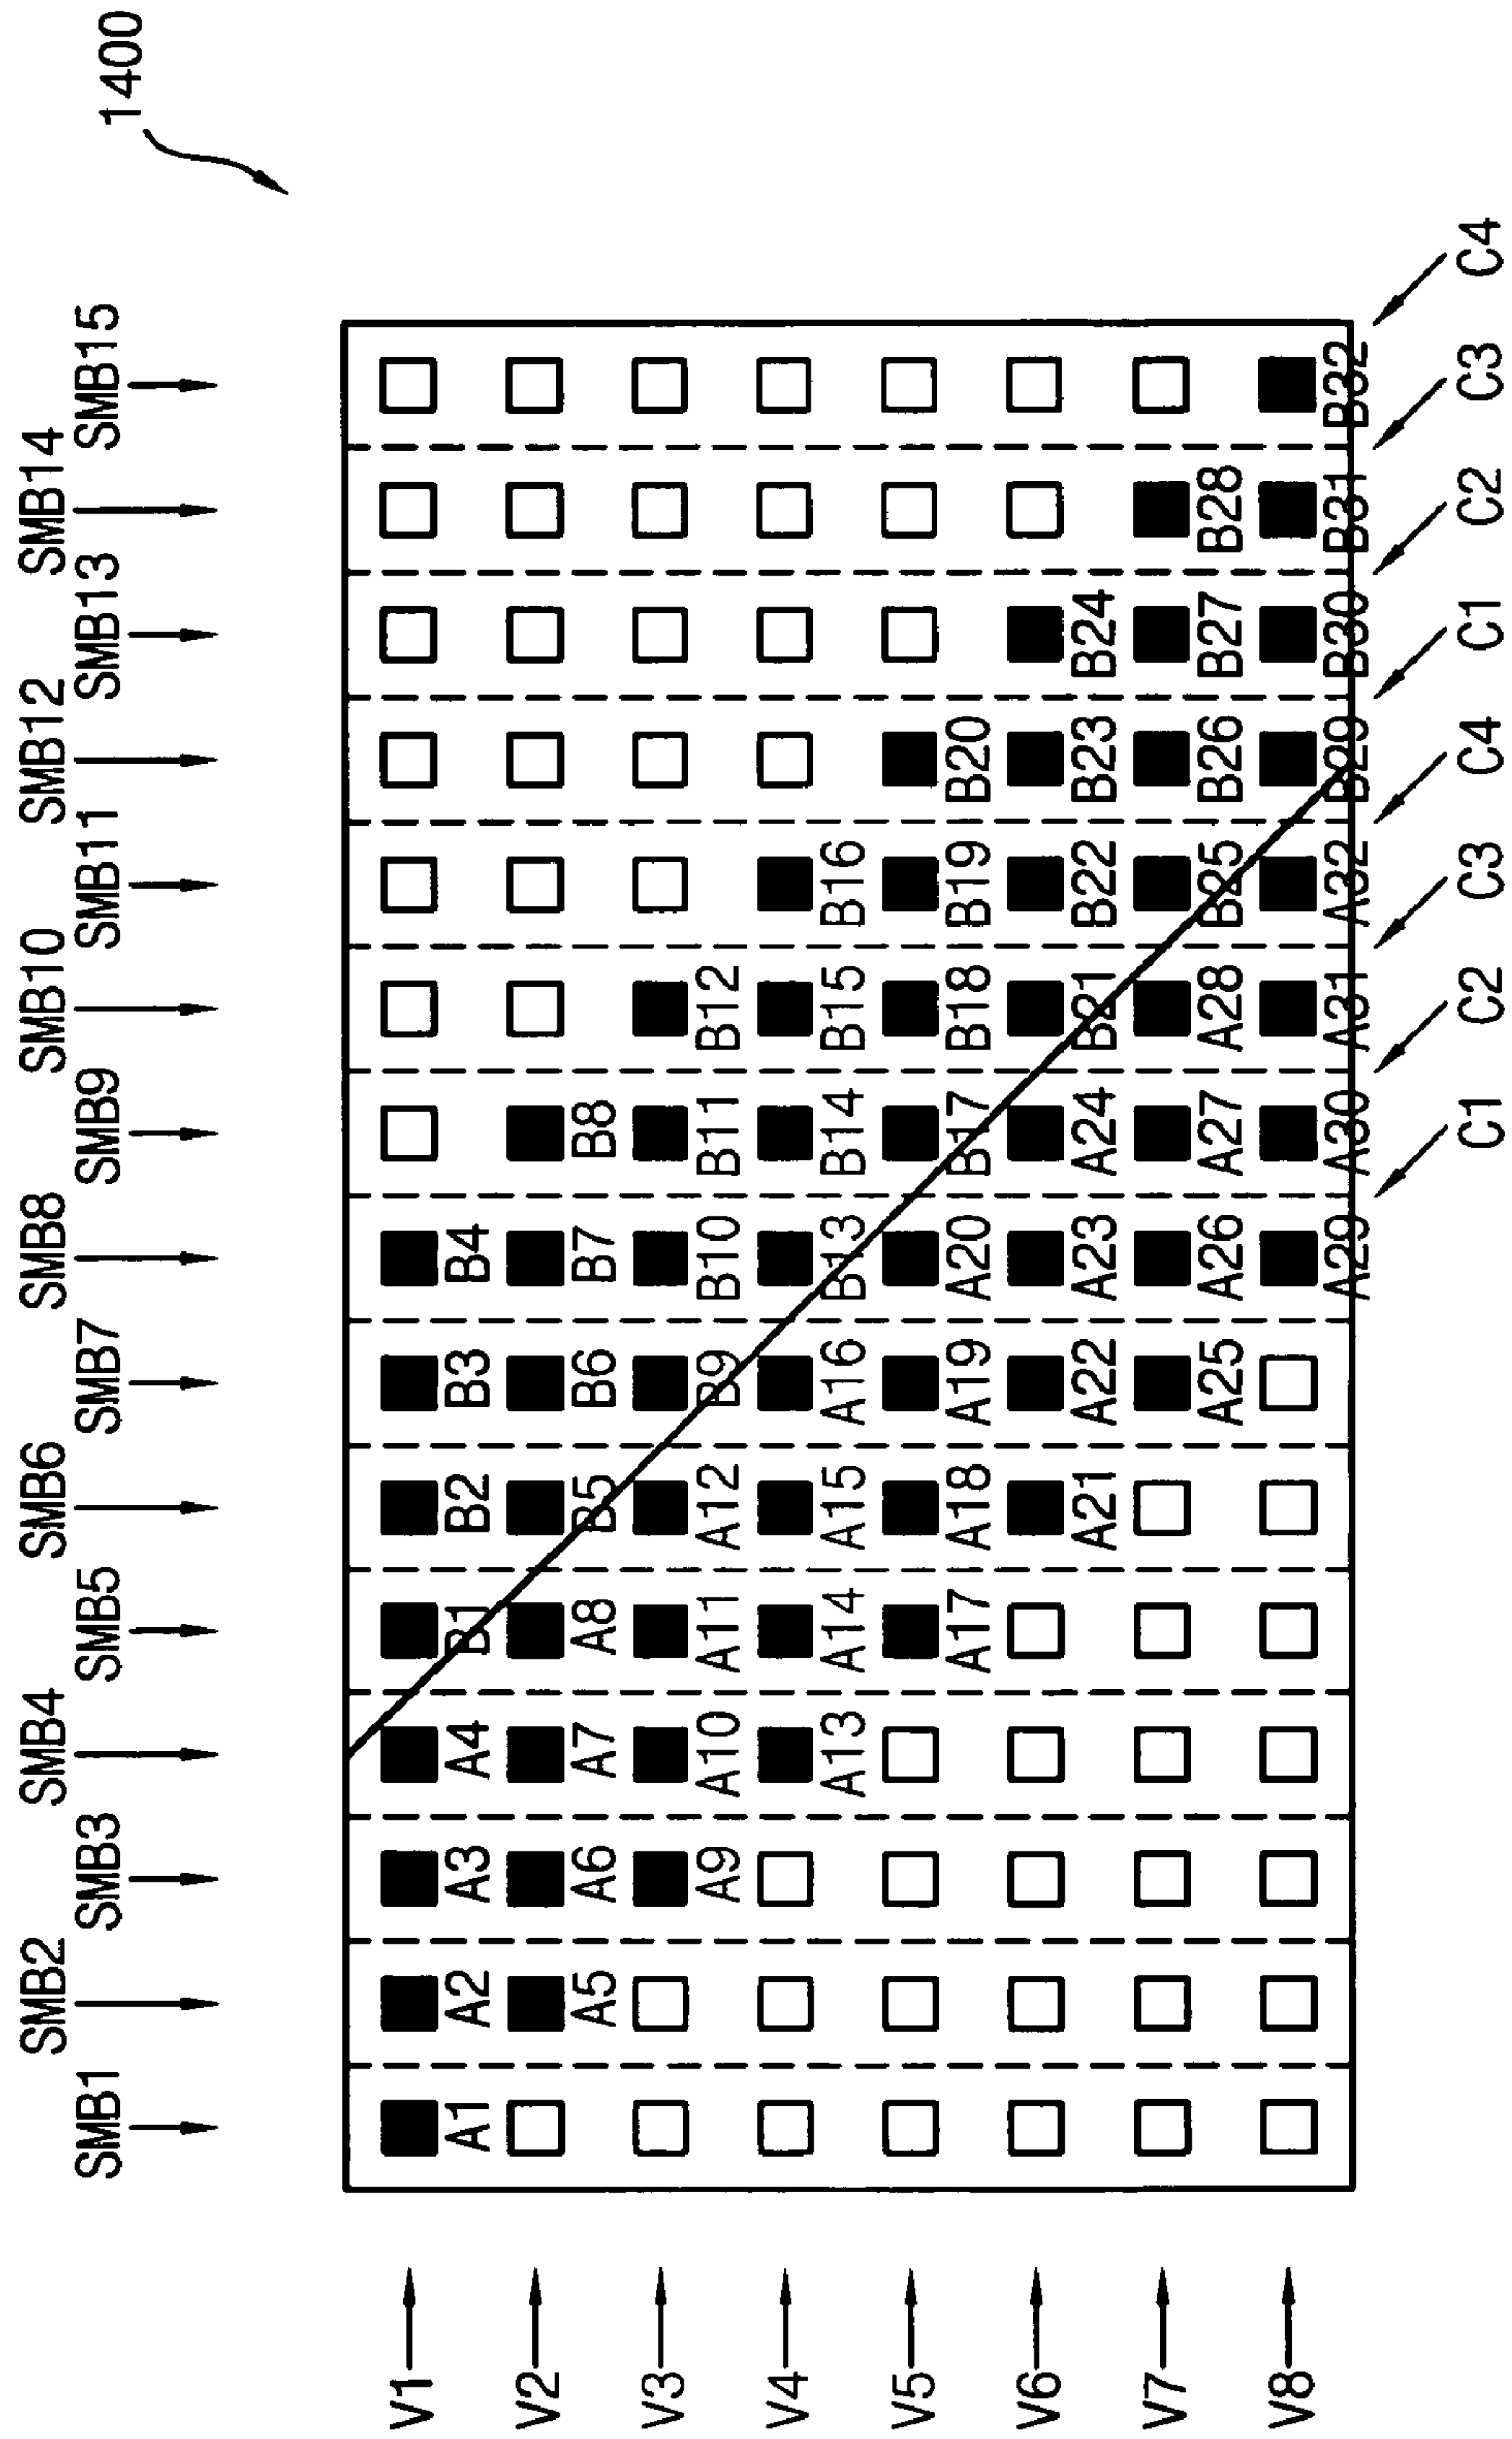 1400
SMB2 SMB4 SMB6 SMB8 SMB10 SMB12 SMB14
SMB1 SMB3 SMB5 SMB7 SMB9 SMB11 SMB13 SMB15
V1
A1 A2 A3 A4 B1 B2 B3 B4
V2
A5 A6 A7 A8 B5 B6 B7 B8
V3
A9 A10 A11 A12 B9 B10 B11 B12
V4
A13 A14 A15 A16 B13 B14 B15 B16
V5
A17 A18 A19 A20 B17 B18 B19 B20
V6
A21 A22 A23 A24 B21 B22 B23 B24
V7
A25 A26 A27 A28 B25 B26 B27 B28
V8
A29 A30 A31 A32 B29 B30 B31 B32
C1 C2 C3 C4 C1 C2 C3 C4